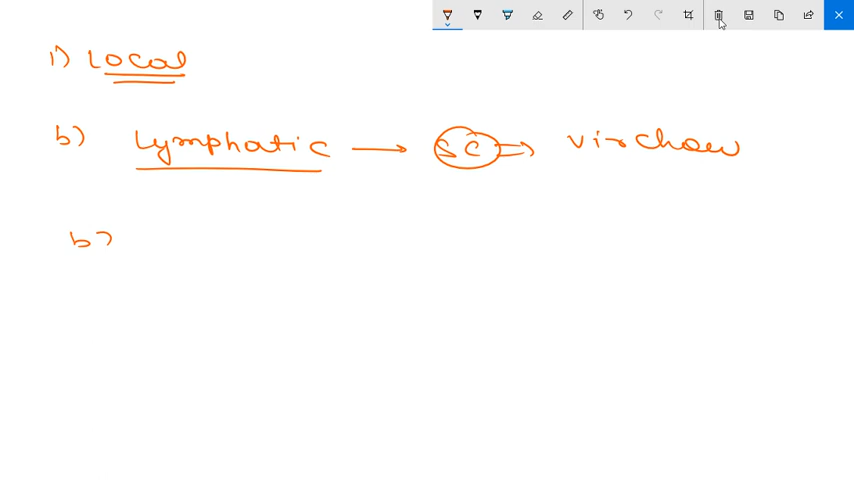 1) Local
b) Lymphatic → SC ⇒ virchow
b)